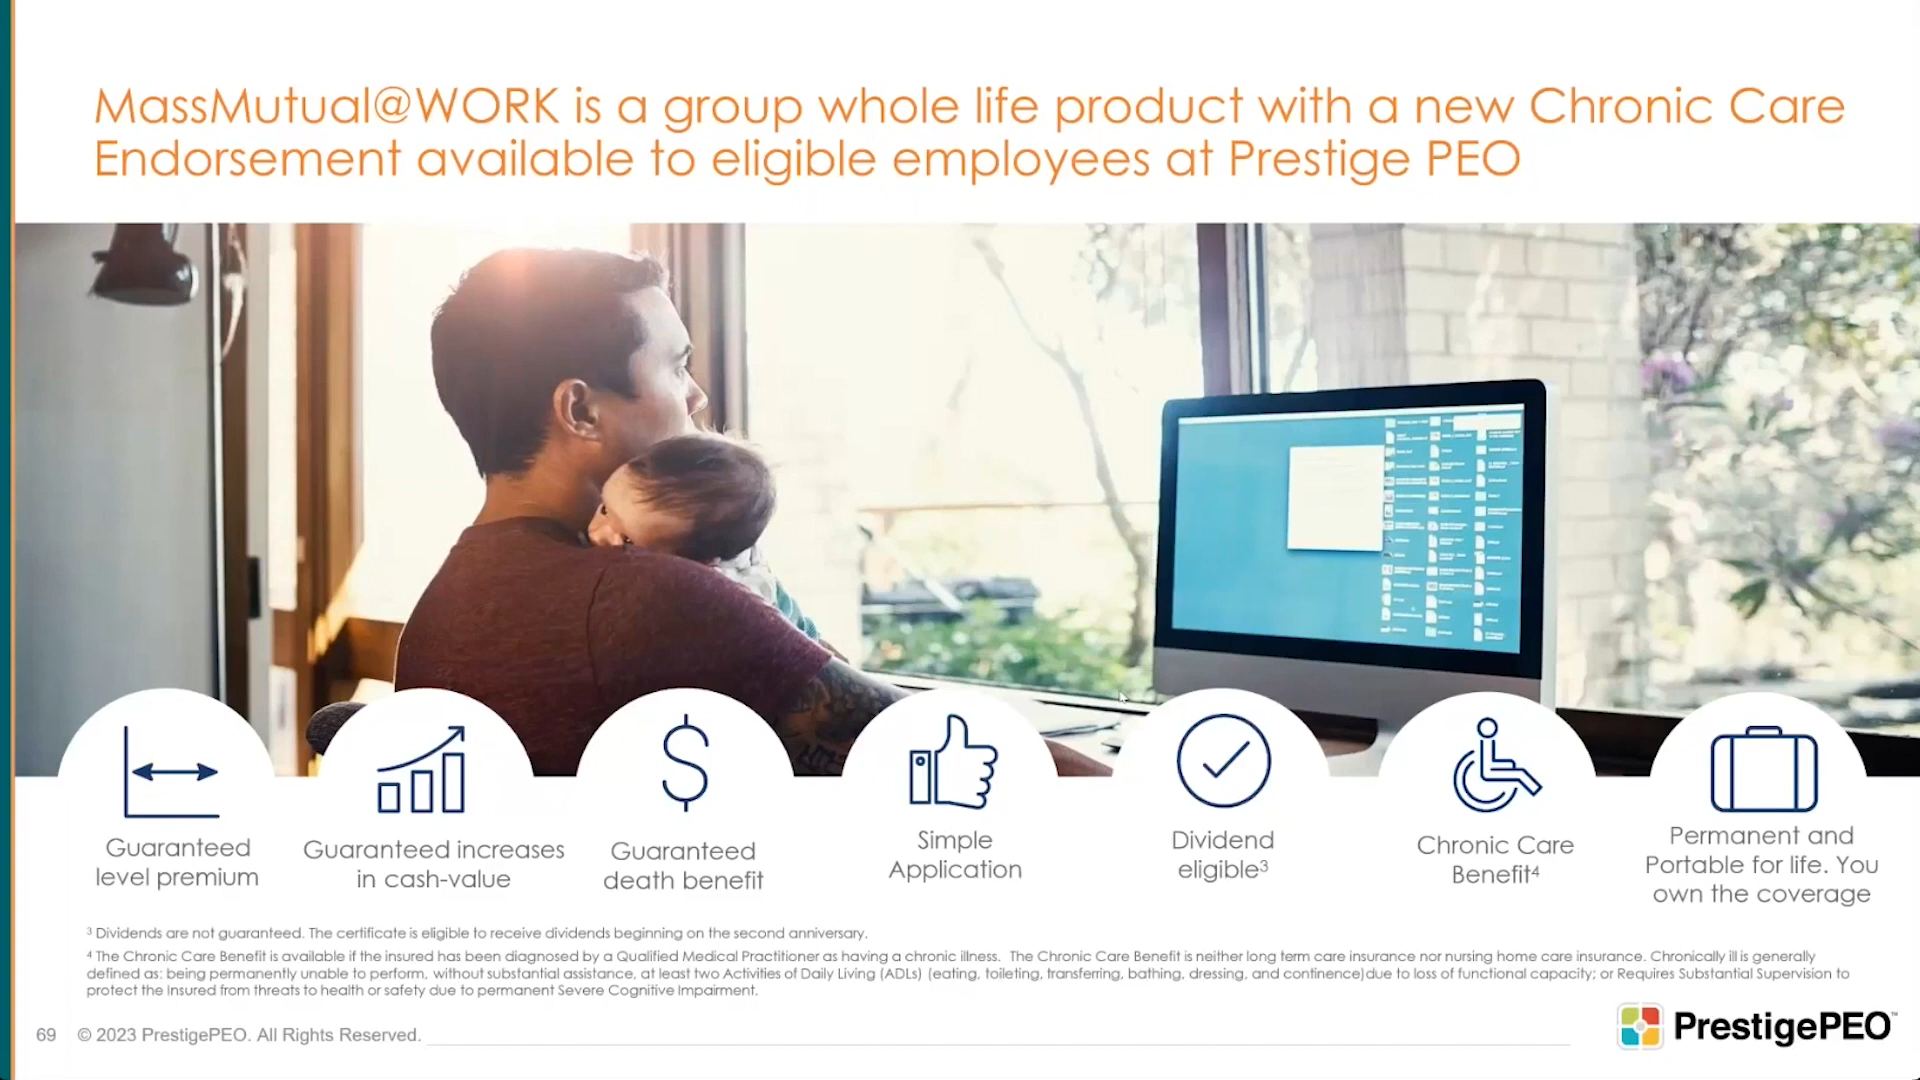 MassMutual@WORK is a group whole life product with a new Chronic Care
Endorsement available to eligible employees at Prestige PEO
Guaranteed
level premium
Guaranteed increases
in cash-value
Guaranteed
death benefit
Simple
Application
Dividend
eligible³
Chronic Care
Benefit⁴
Permanent and
Portable for life. You
own the coverage
³ Dividends are not guaranteed. The certificate is eligible to receive dividends beginning on the second anniversary.
⁴ The Chronic Care Benefit is available if the insured has been diagnosed by a Qualified Medical Practitioner as having a chronic illness. The Chronic Care Benefit is neither long term care insurance nor nursing home care insurance. Chronically ill is generally
defined as: being permanently unable to perform, without substantial assistance, at least two Activities of Daily Living (ADLs) (eating, toileting, transferring, bathing, dressing, and continence)due to loss of functional capacity; or Requires Substantial Supervision to
protect the Insured from threats to health or safety due to permanent Severe Cognitive Impairment.
69 © 2023 PrestigePEO. All Rights Reserved.
PrestigePEO™